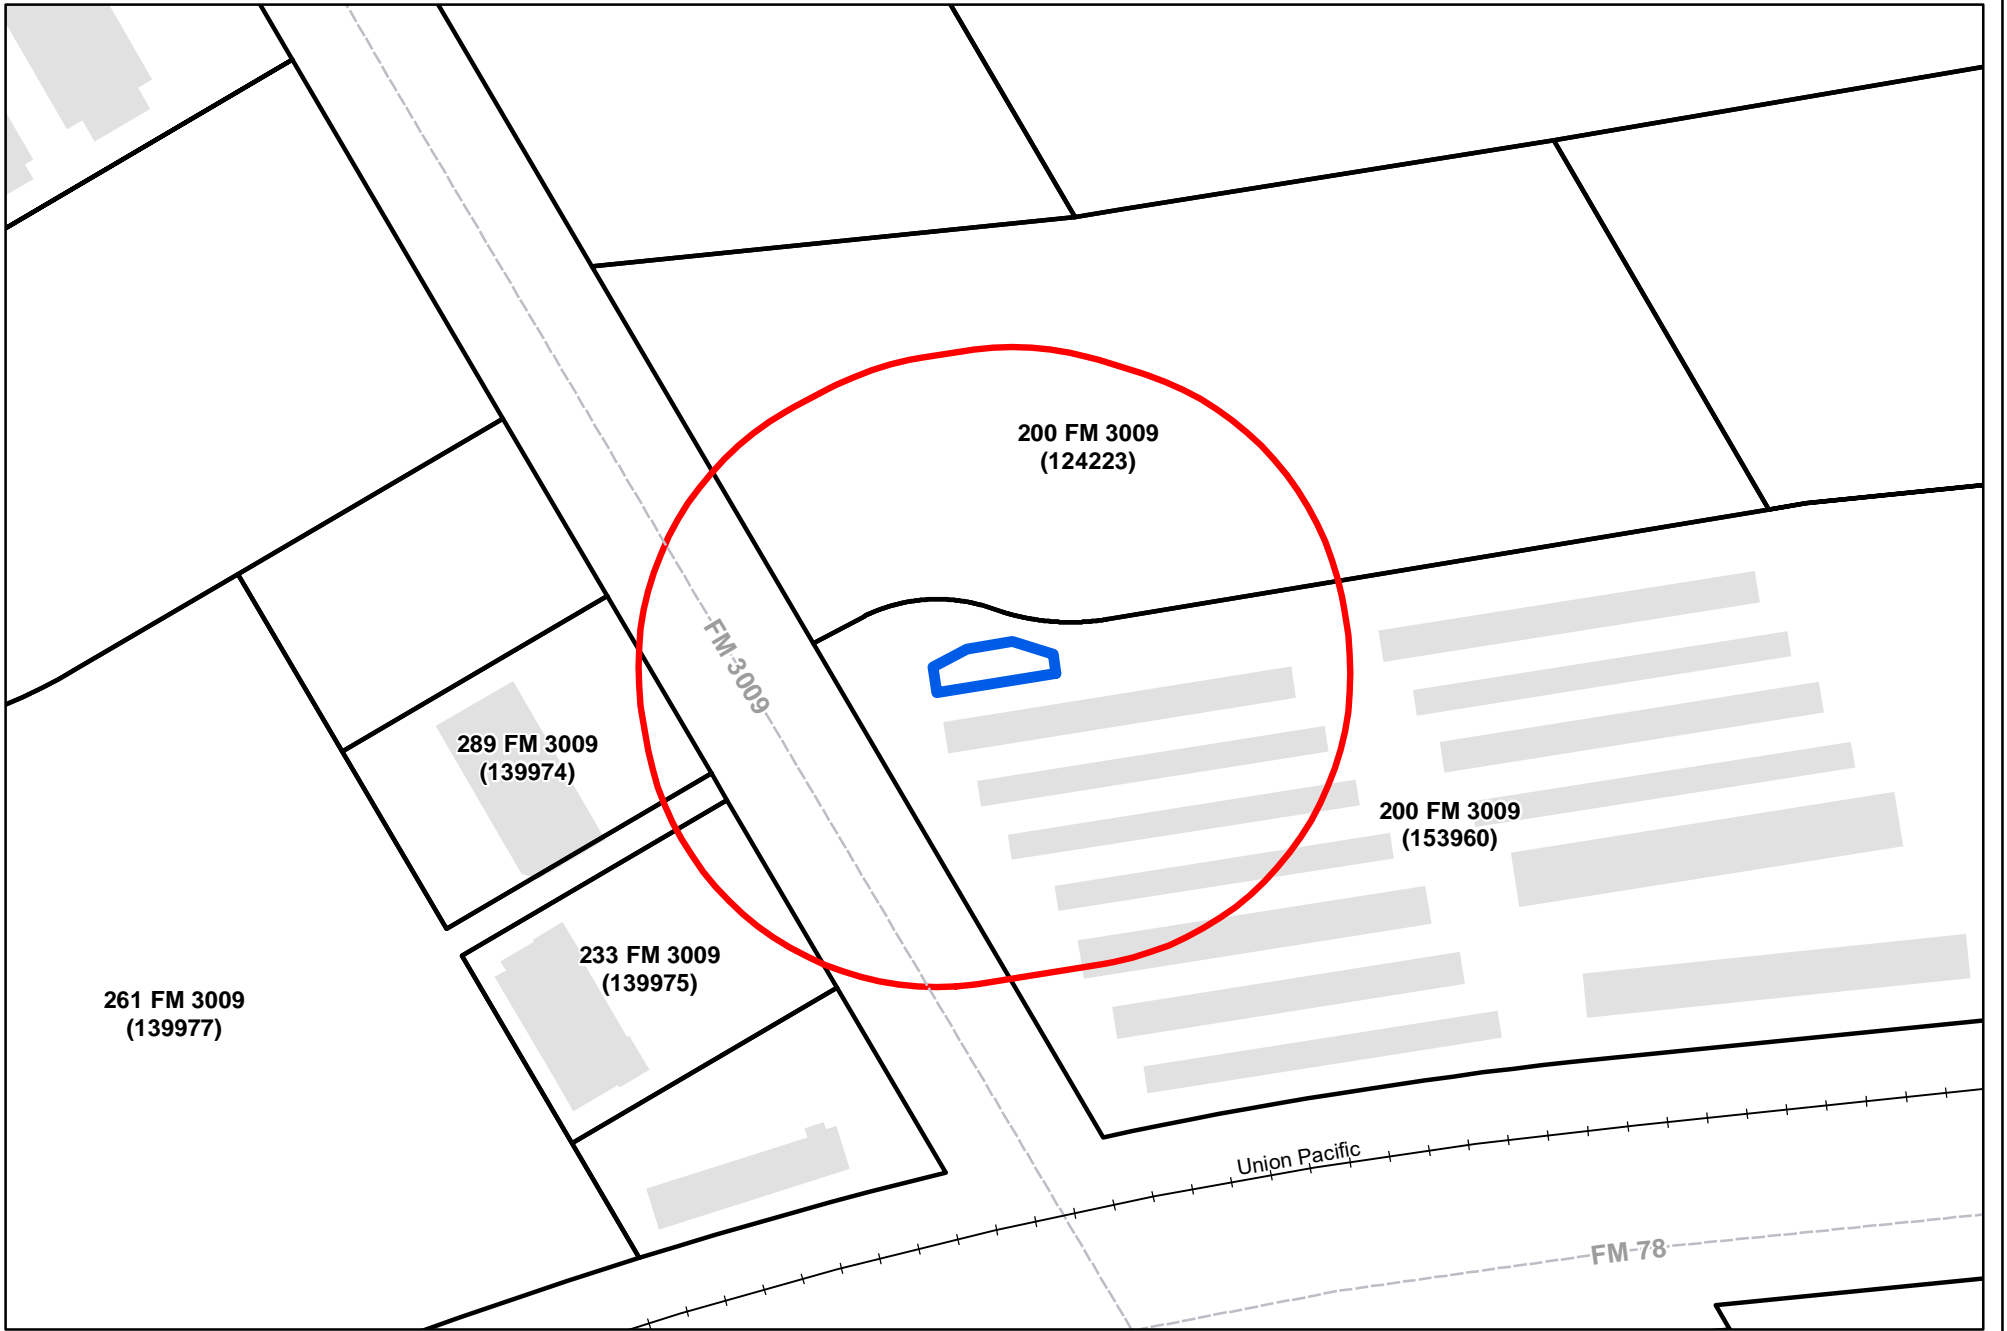 200 FM 3009
(124223)
FM 3009
289 FM 3009
(139974)
200 FM 3009
(153960)
233 FM 3009
(139975)
261 FM 3009
(139977)
Union Pacific
FM 78